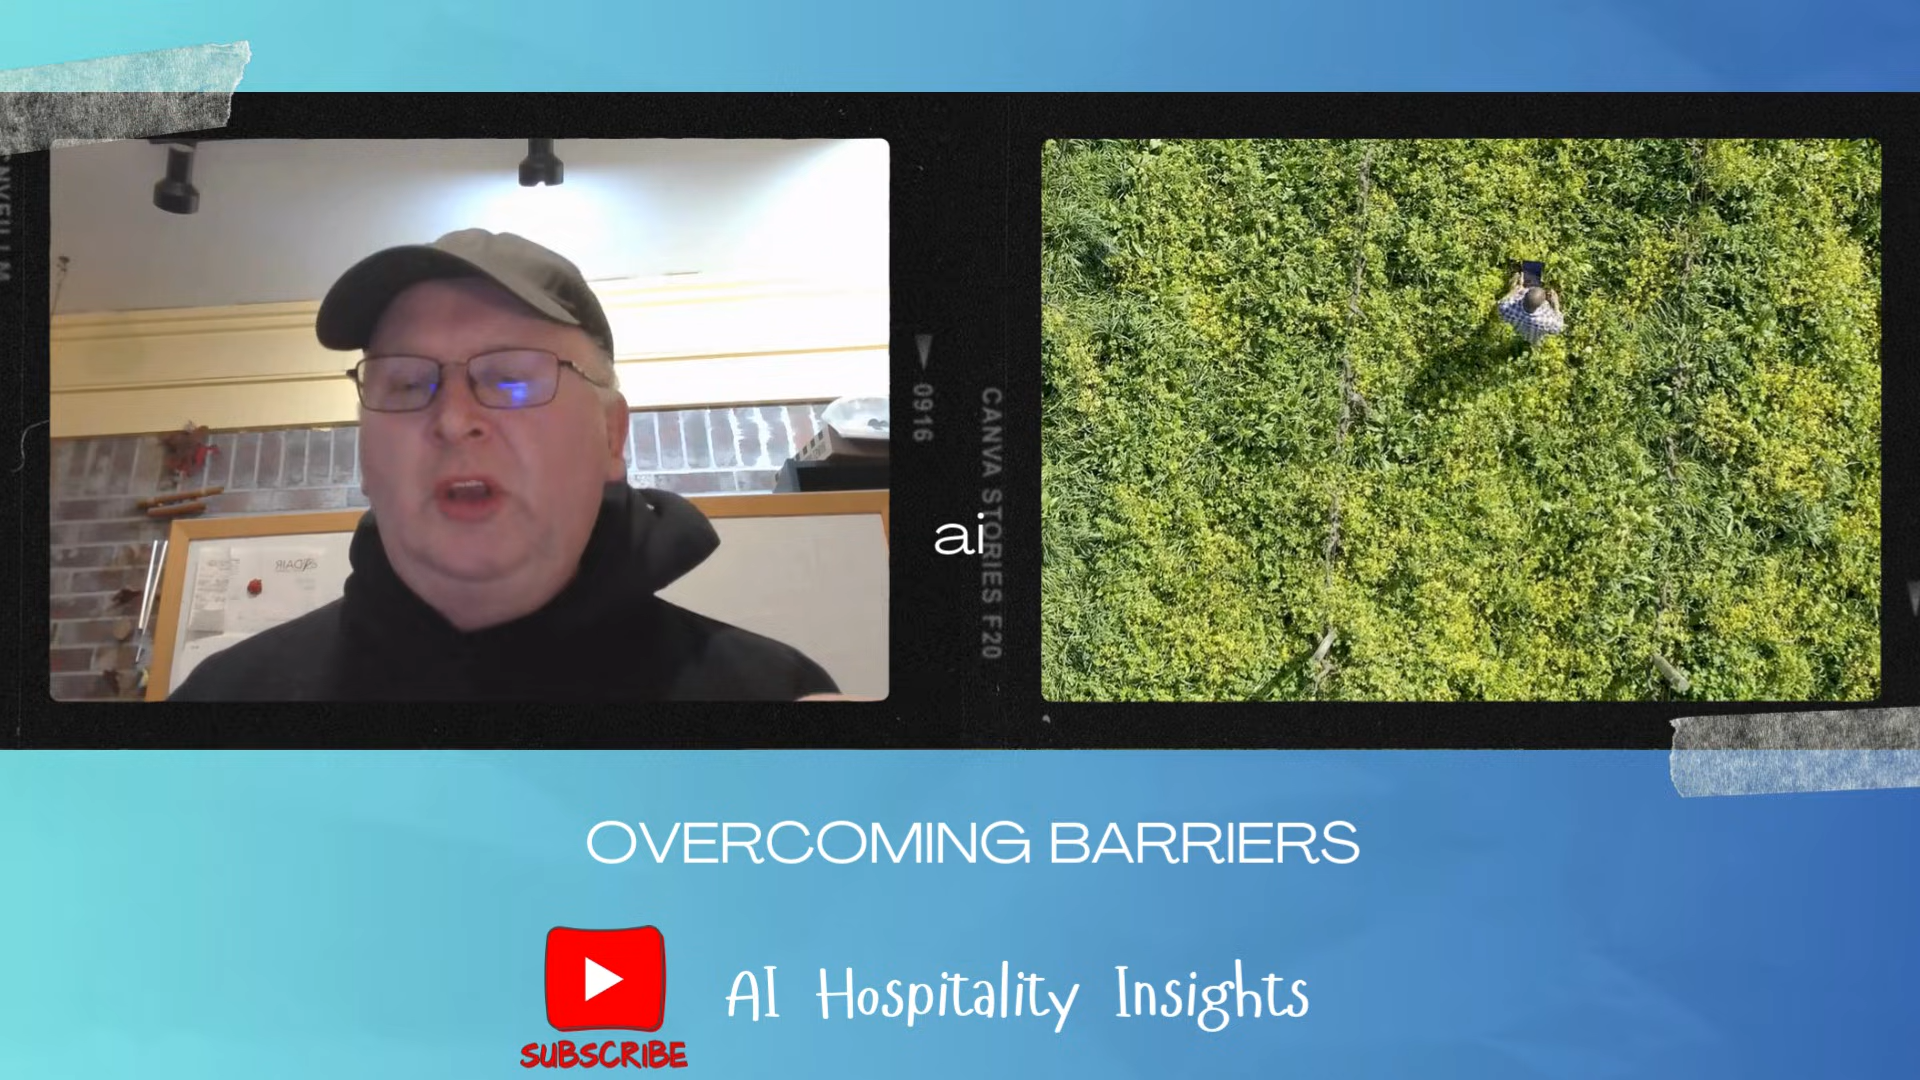 0916
CANVA STORIES F20
ai
OVERCOMING BARRIERS
AI Hospitality Insights
SUBSCRIBE